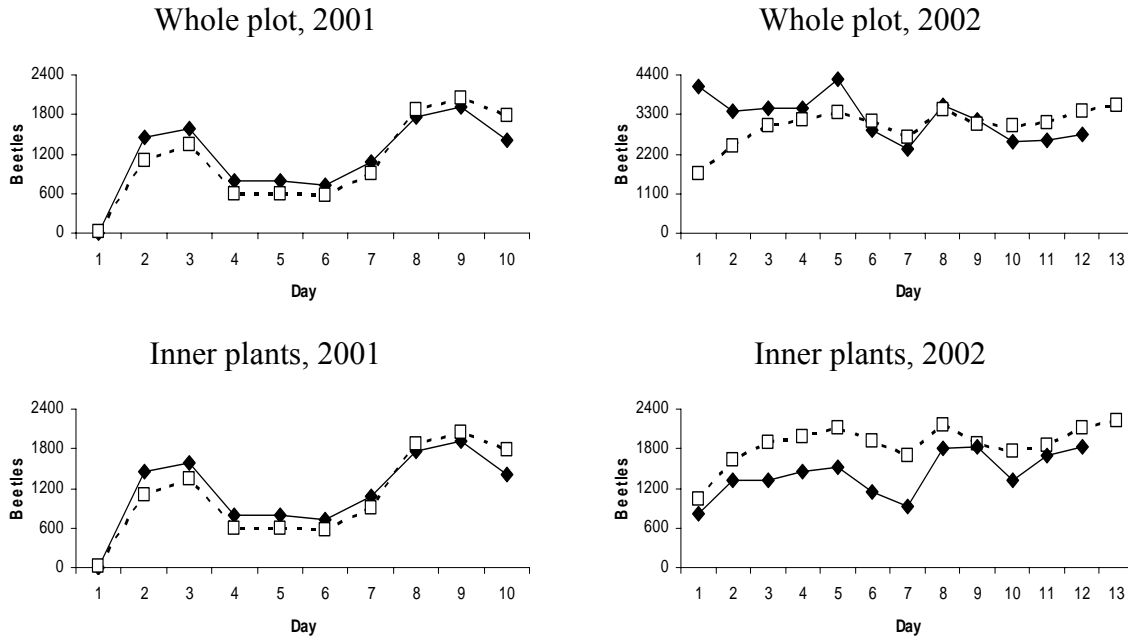 Whole plot, 2001
2400
1800
1200
600
0
Beetles
1 2 3 4 5 6 7 8 9 10
Day
Whole plot, 2002
4400
3300
2200
1100
0
Beetles
1 2 3 4 5 6 7 8 9 10 11 12 13
Day
Inner plants, 2001
2400
1800
1200
600
0
Beetles
1 2 3 4 5 6 7 8 9 10
Day
Inner plants, 2002
2400
1800
1200
600
0
Beetles
1 2 3 4 5 6 7 8 9 10 11 12 13
Day